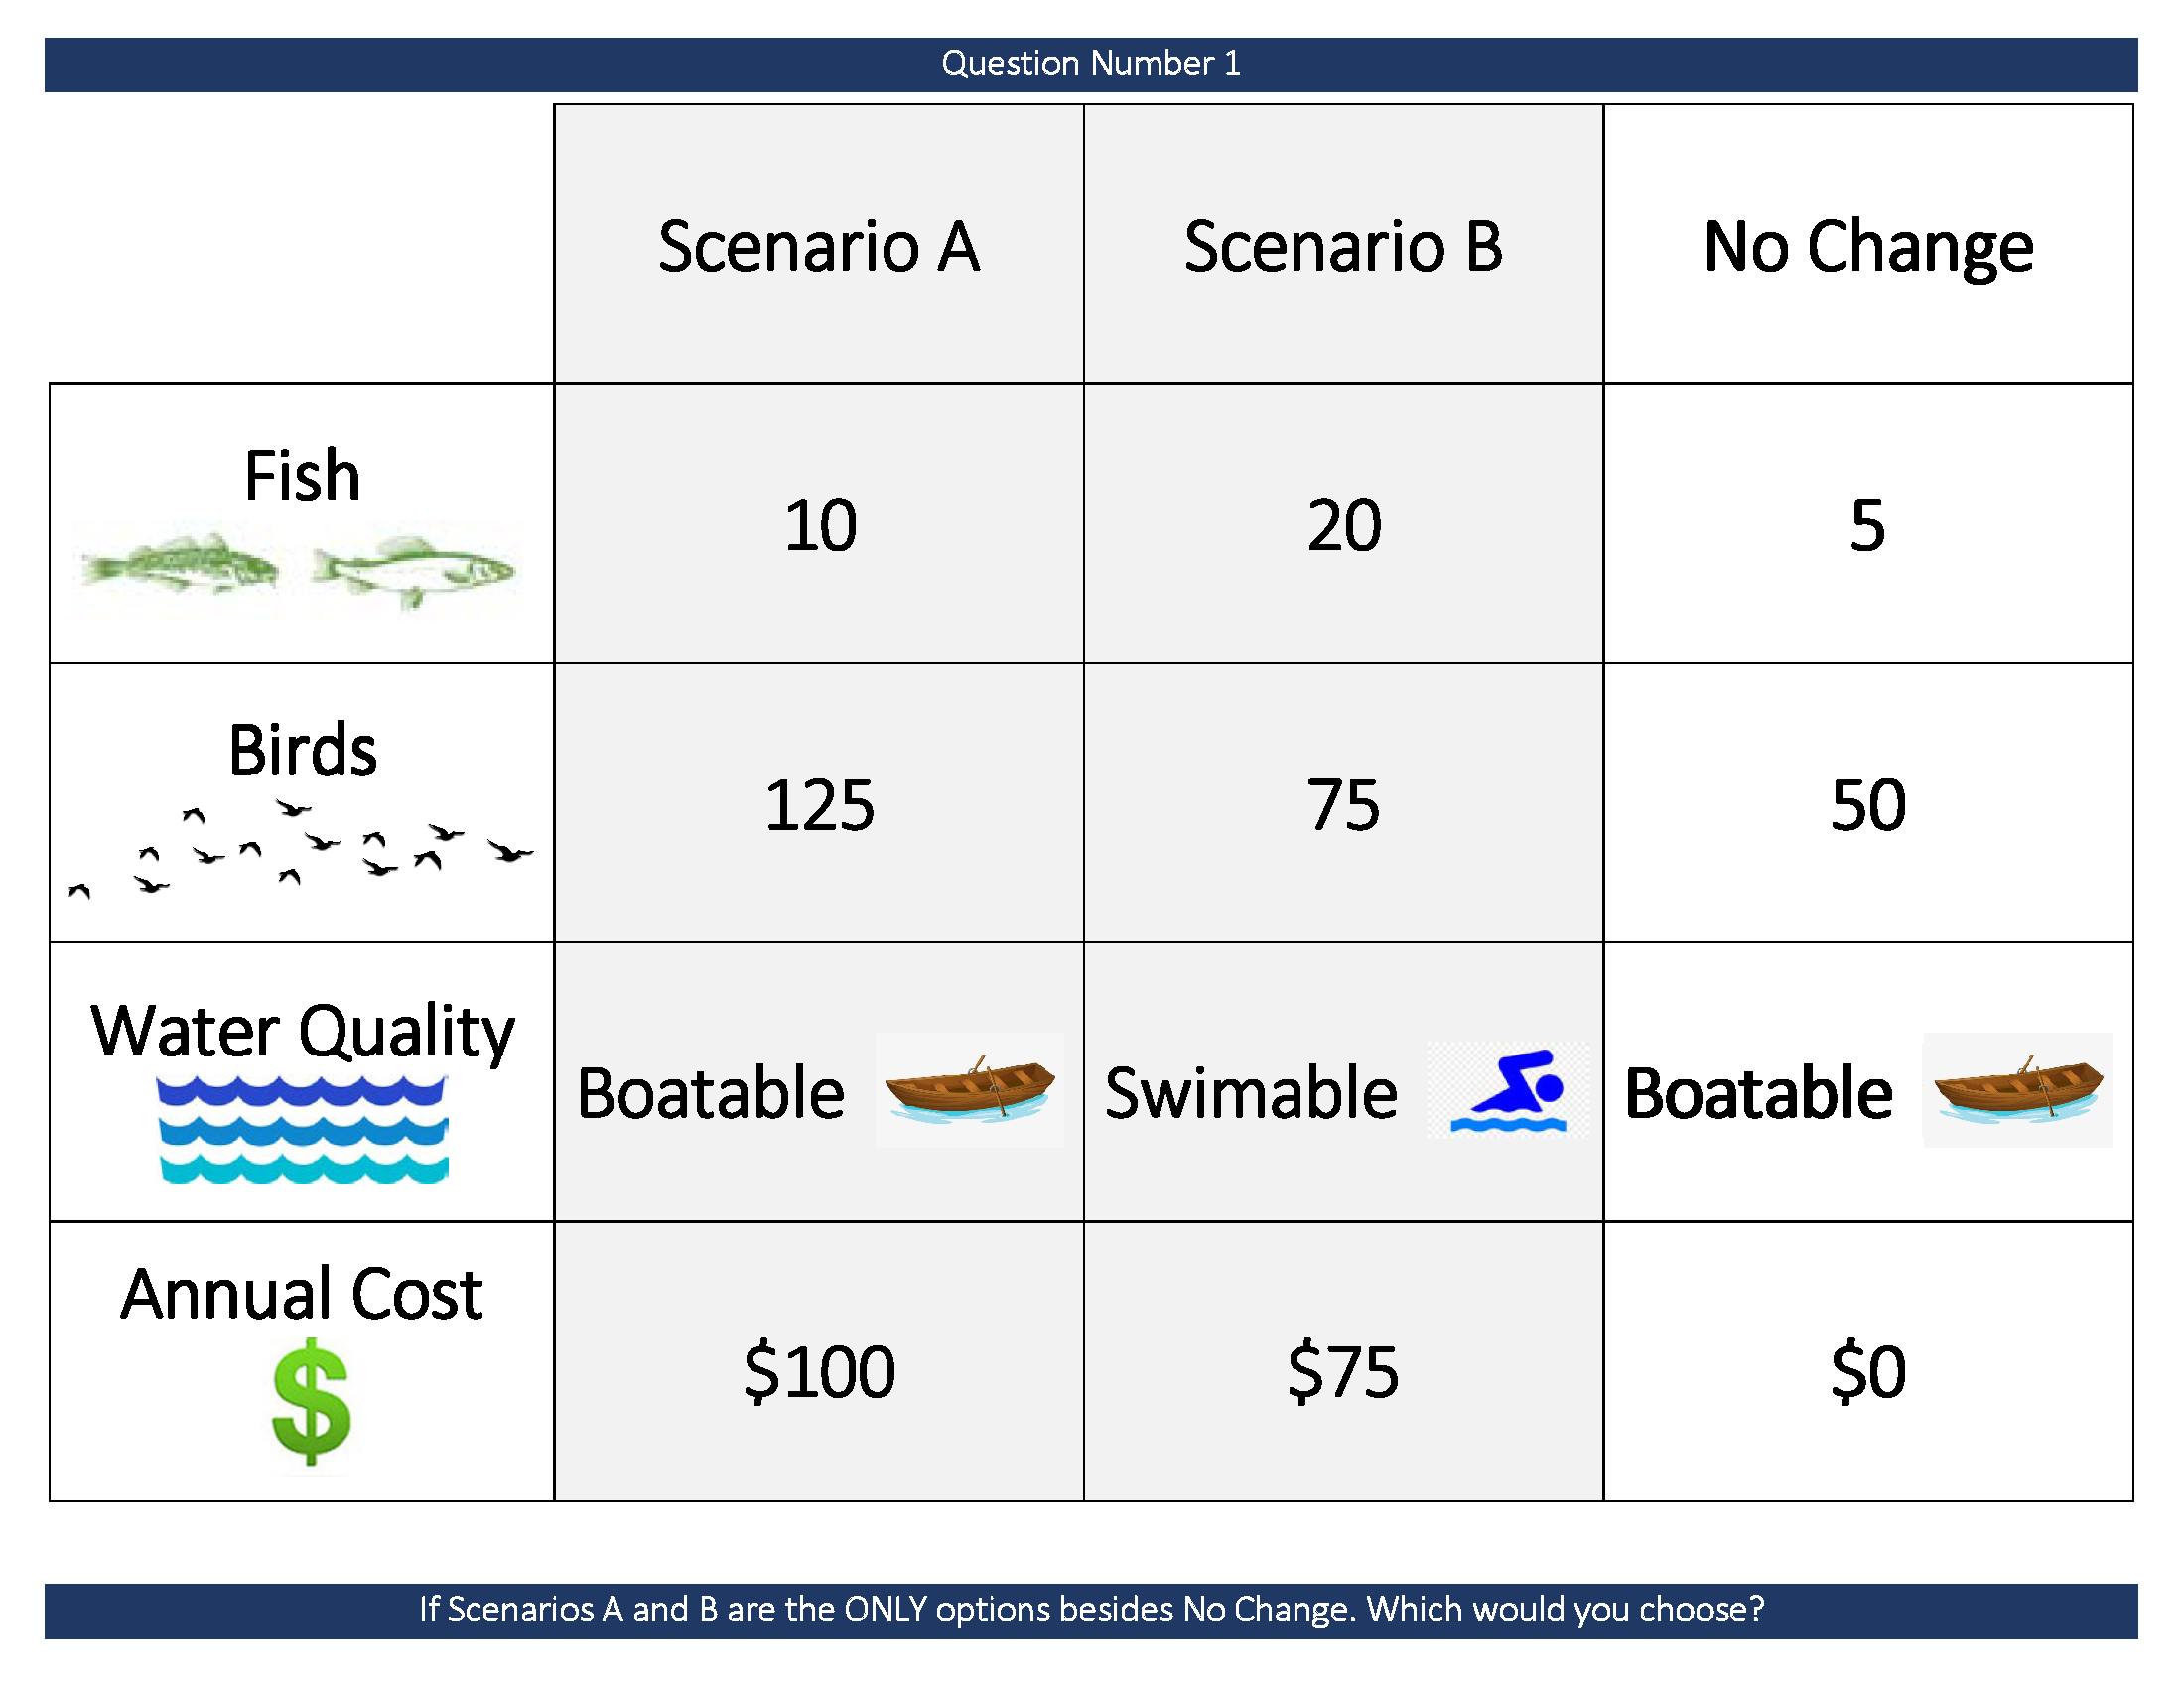 Question Number 1
Scenario A Scenario B No Change
Fish 10 20 5
Birds 125 75 50
Water Quality Boatable Swimable Boatable
Annual Cost $100 $75 $0
$
If Scenarios A and B are the ONLY options besides No Change. Which would you choose?